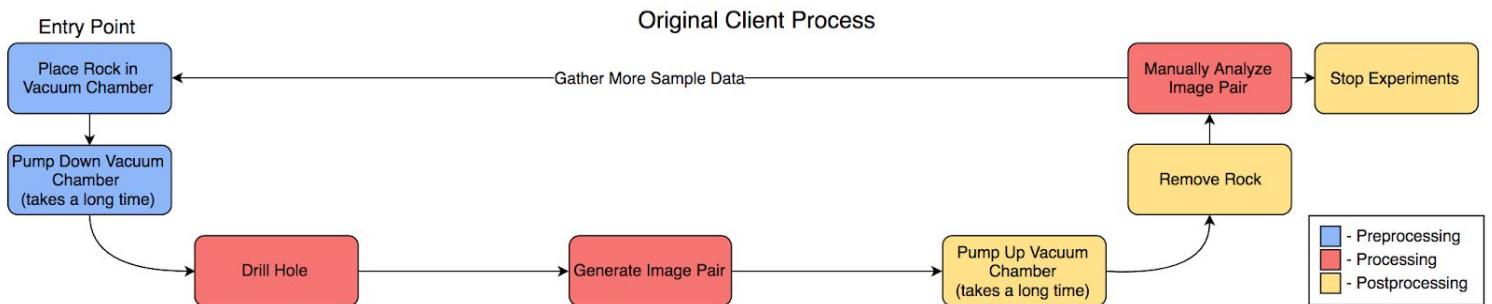 Original Client Process
Entry Point
Place Rock in
Vacuum Chamber
Gather More Sample Data
Manually Analyze
Image Pair
Stop Experiments
Pump Down Vacuum
Chamber
(takes a long time)
Remove Rock
Drill Hole
Generate Image Pair
Pump Up Vacuum
Chamber
(takes a long time)
- Preprocessing
- Processing
- Postprocessing